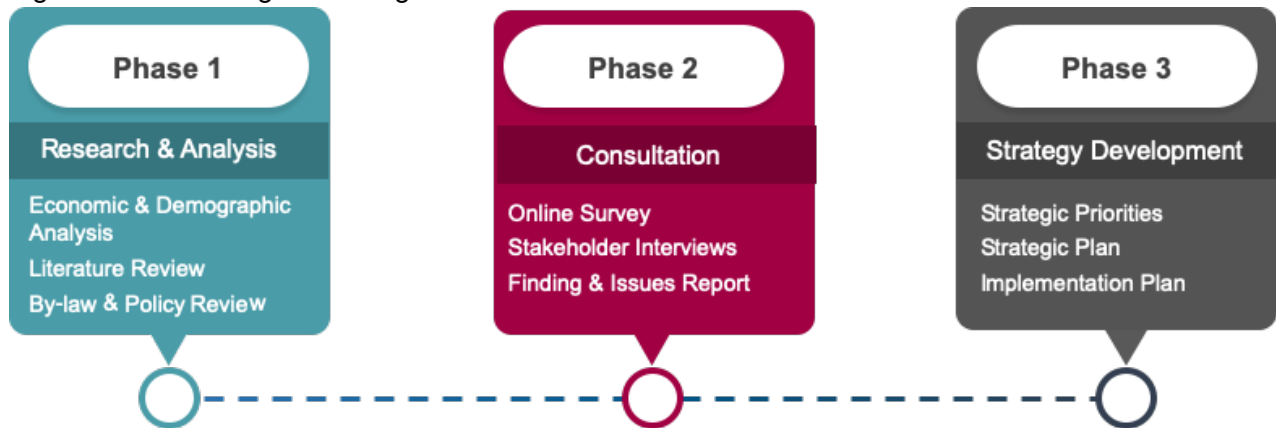 Phase 1
Research & Analysis
Economic & Demographic
Analysis
Literature Review
By-law & Policy Review
Phase 2
Consultation
Online Survey
Stakeholder Interviews
Finding & Issues Report
Phase 3
Strategy Development
Strategic Priorities
Strategic Plan
Implementation Plan